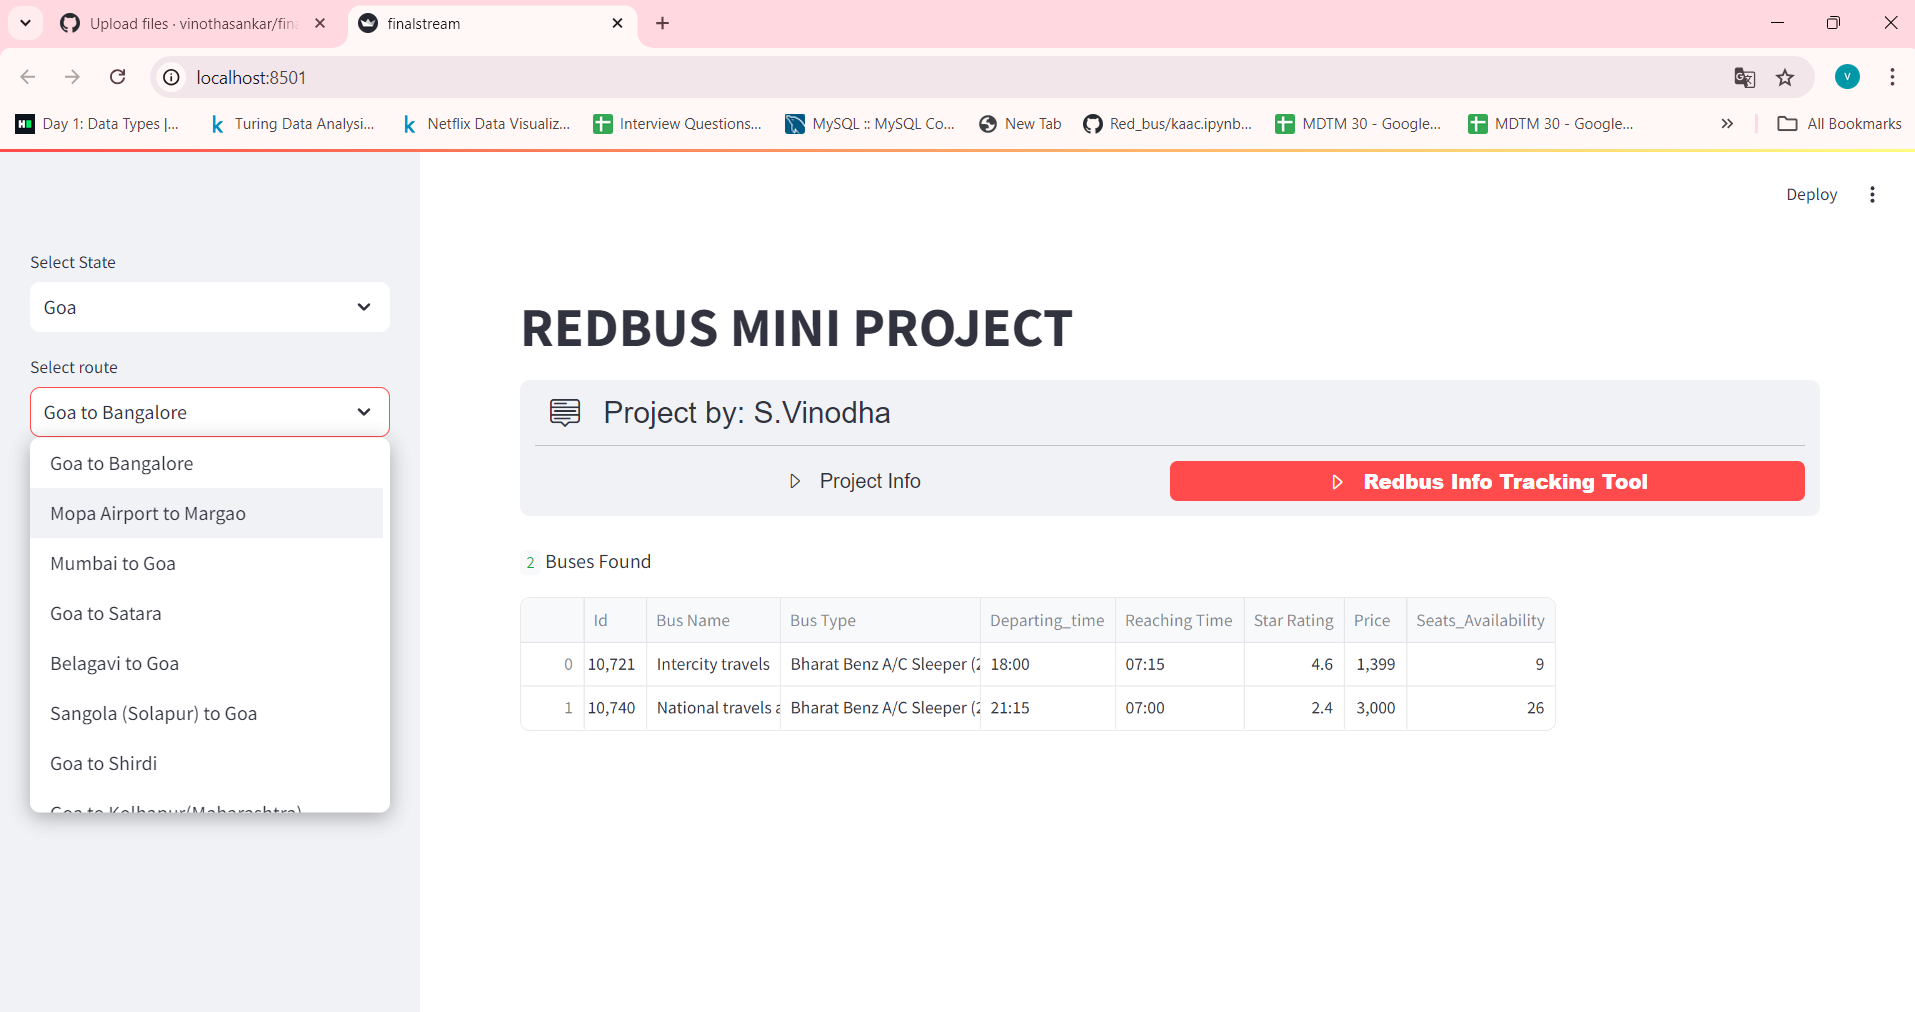 Upload files · vinothasankar/fin
finalstream
localhost:8501
V
Day 1: Data Types |...
Turing Data Analysi...
Netflix Data Visualiz...
Interview Questions...
MySQL :: MySQL Co...
New Tab
Red_bus/kaac.ipynb...
MDTM 30 - Google...
MDTM 30 - Google...
All Bookmarks
Deploy
Select State
Goa
Select route
Goa to Bangalore
Goa to Bangalore
Mopa Airport to Margao
Mumbai to Goa
Goa to Satara
Belagavi to Goa
Sangola (Solapur) to Goa
Goa to Shirdi
Goa to Kolhapur(Maharashtra)
REDBUS MINI PROJECT
Project by: S.Vinodha
Project Info
Redbus Info Tracking Tool
2 Buses Found
Id Bus Name Bus Type Departing_time Reaching Time Star Rating Price Seats_Availability
0 10,721 Intercity travels Bharat Benz A/C Sleeper (2 18:00 07:15 4.6 1,399 9
1 10,740 National travels a Bharat Benz A/C Sleeper (2 21:15 07:00 2.4 3,000 26